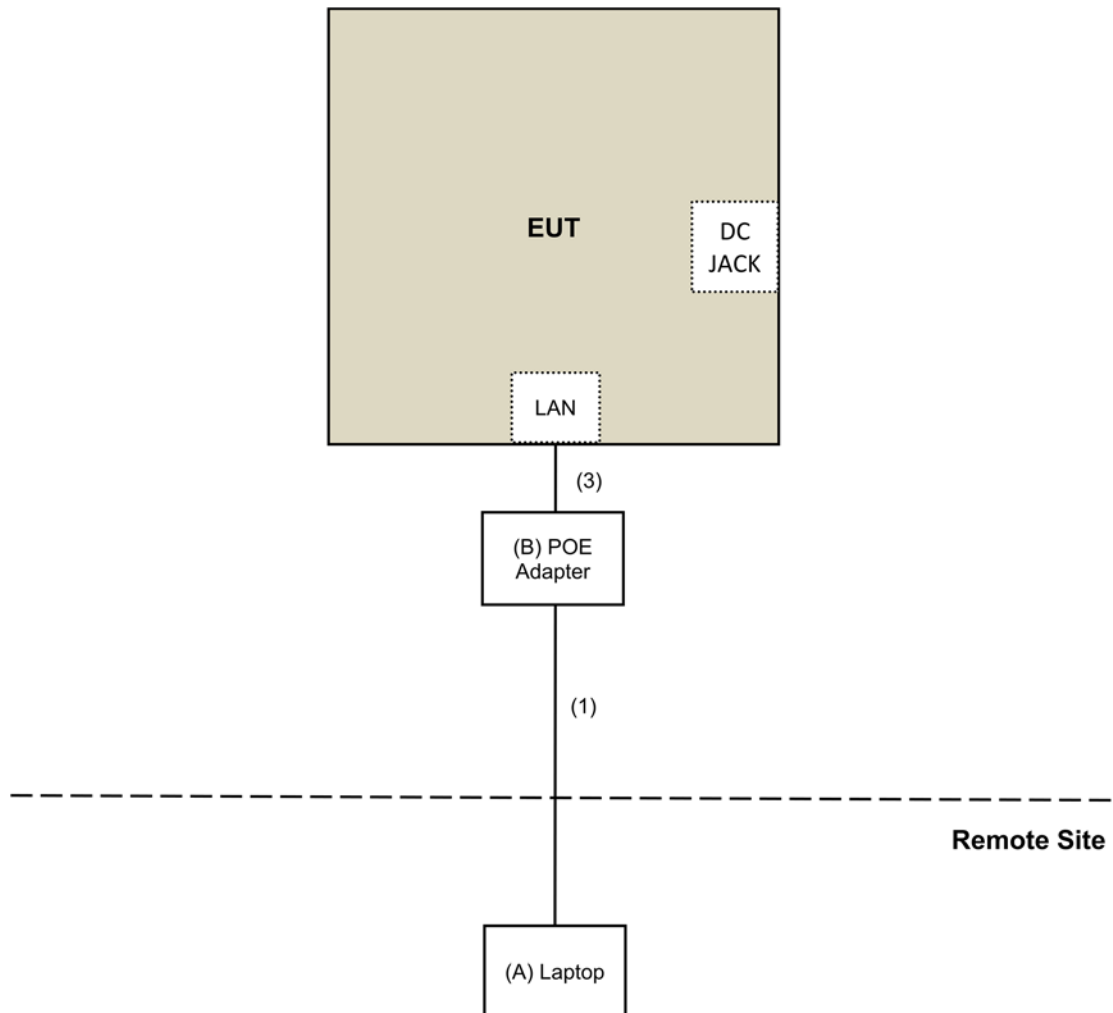 EUT
DC
JACK
LAN
(3)
(B) POE
Adapter
(1)
Remote Site
(A) Laptop